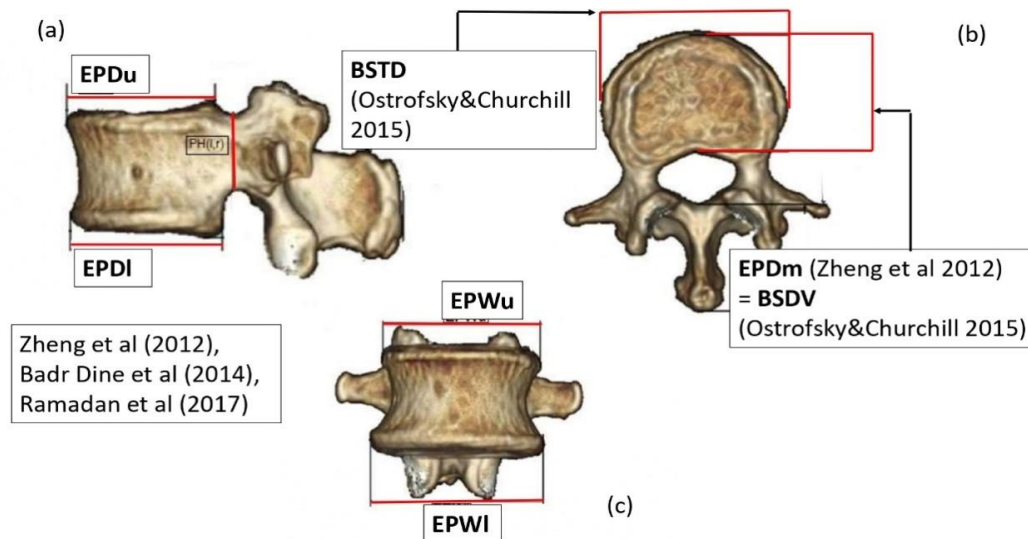 (a)
EPDu
PH(l,r)
EPDl
BSTD
(Ostrofsky&Churchill
2015)
(b)
EPDm (Zheng et al 2012)
= BSDV
(Ostrofsky&Churchill 2015)
Zheng et al (2012),
Badr Dine et al (2014),
Ramadan et al (2017)
EPWu
EPWl
(c)